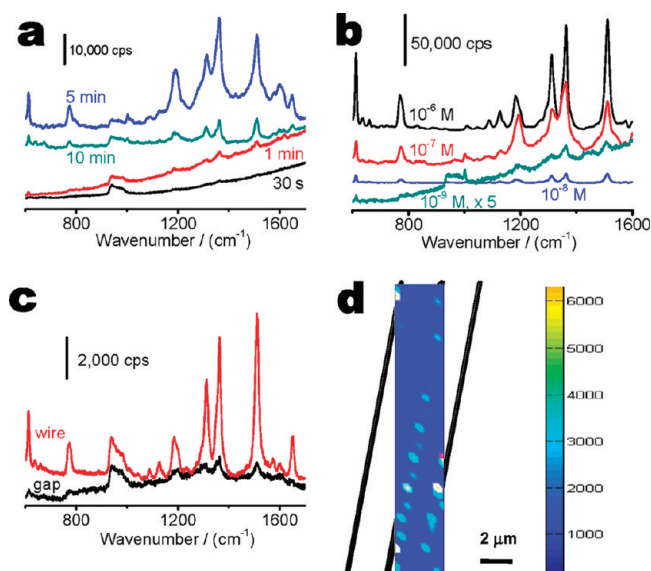 a
10,000 cps
5 min
10 min
1 min
30 s
800 1200 1600
Wavenumber / (cm⁻¹)
b
50,000 cps
10⁻⁶ M
10⁻⁷ M
10⁻⁸ M
10⁻⁹ M, x 5
800 1200 1600
Wavenumber / (cm⁻¹)
c
2,000 cps
wire
gap
800 1200 1600
Wavenumber / (cm⁻¹)
d
6000
5000
4000
3000
2000
1000
2 μm